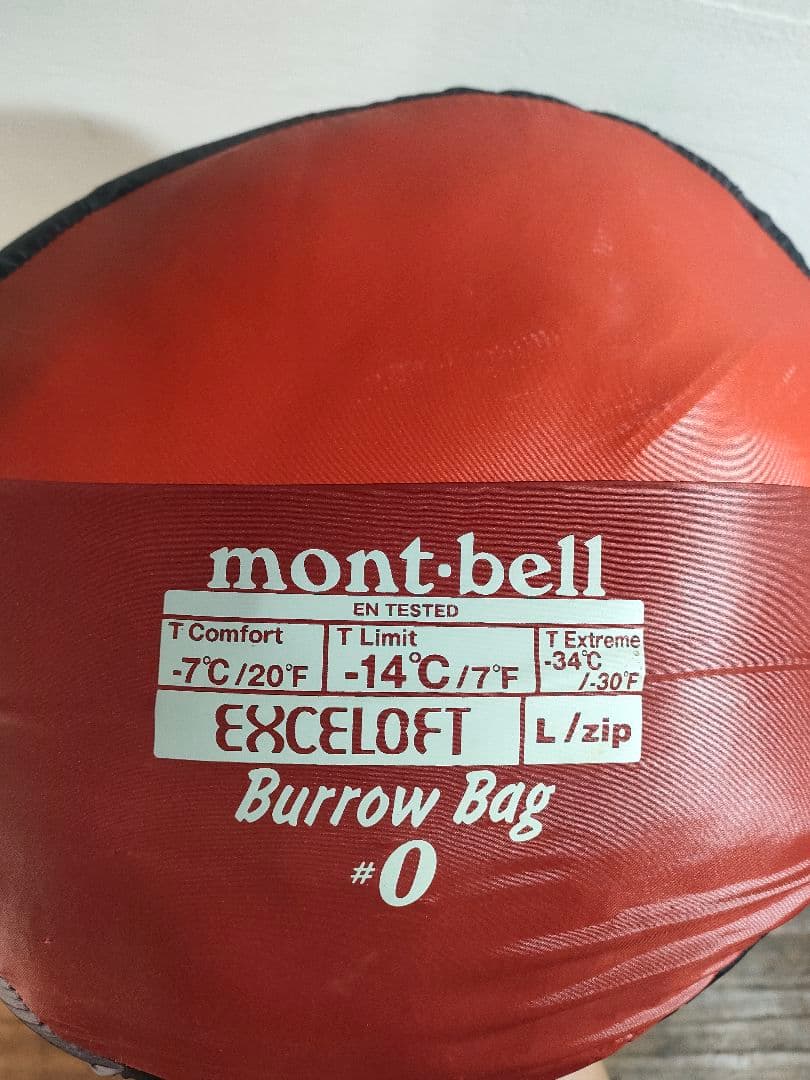 mont·bell
EN TESTED
T Comfort
-7℃/20°F
T Limit
-14℃/7°F
T Extreme
-34℃
/-30°F
EXCELOFT
L/zip
Burrow Bag
#0